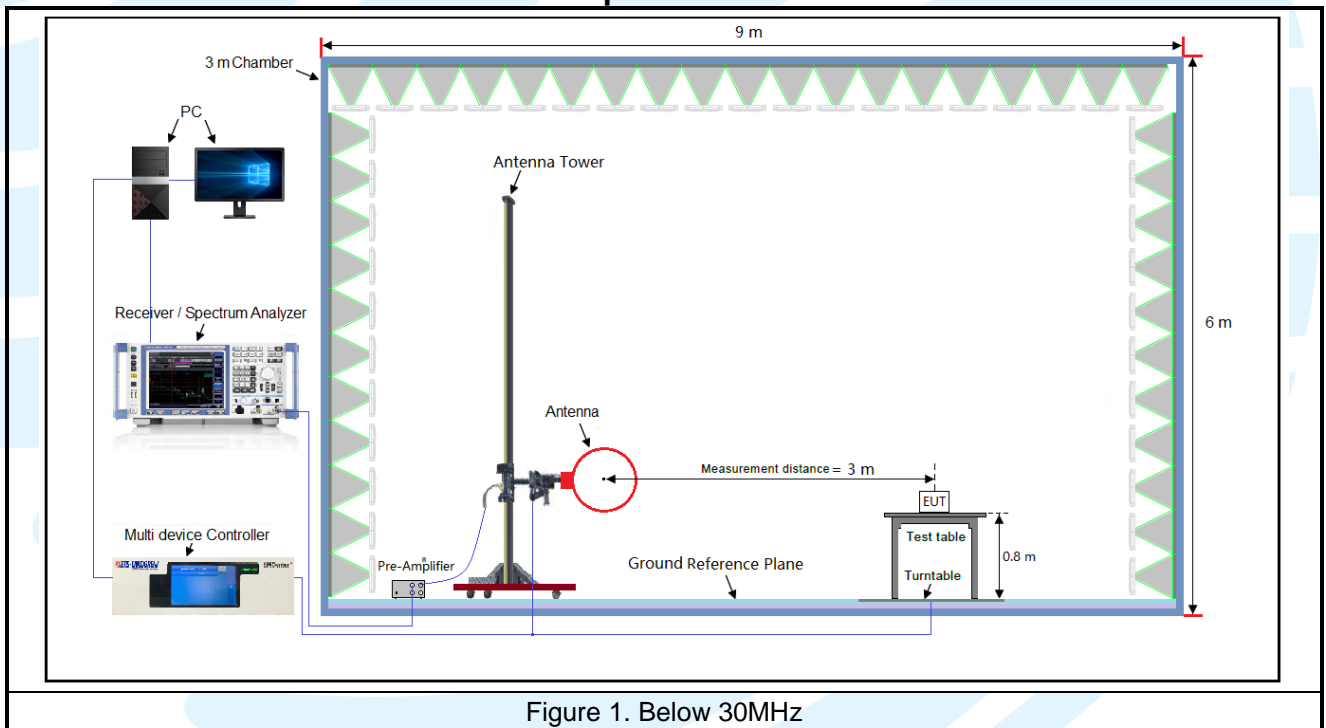 9 m
3 m Chamber
PC
Antenna Tower
6 m
Receiver / Spectrum Analyzer
Antenna
Measurement distance = 3 m
EUT
Multi device Controller
Test table
0.8 m
Pre-Amplifier
Ground Reference Plane
Turntable
Figure 1. Below 30MHz